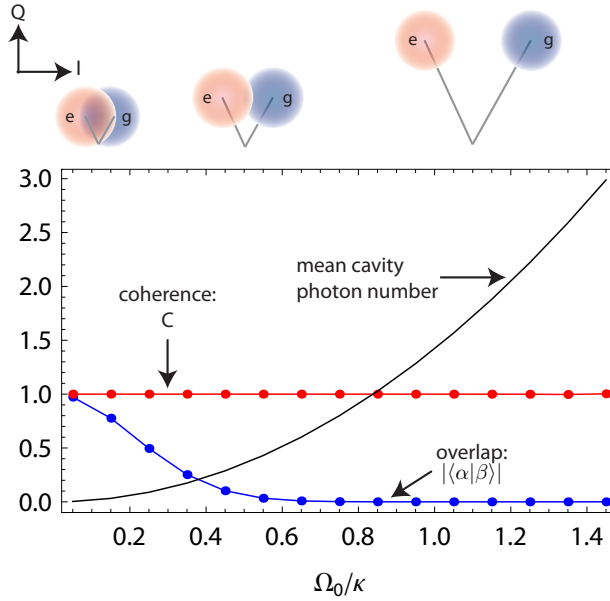 Q
I
e
g
e
g
e
g
3.0
2.5
2.0
1.5
1.0
0.5
0.0
mean cavity
photon number
coherence:
C
overlap:
|⟨α|β⟩|
0.2
0.4
0.6
0.8
1.0
1.2
1.4
Ω₀/κ